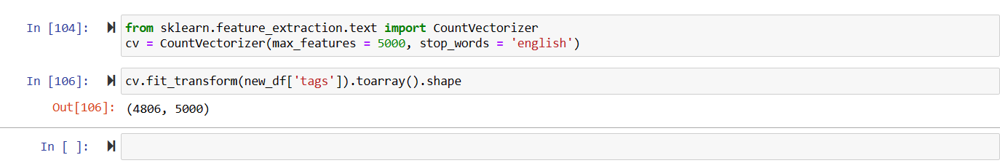 In [104]: from sklearn.feature_extraction.text import CountVectorizer
cv = CountVectorizer(max_features = 5000, stop_words = 'english')
In [106]: cv.fit_transform(new_df['tags']).toarray().shape
Out[106]: (4806, 5000)
In [ ]: